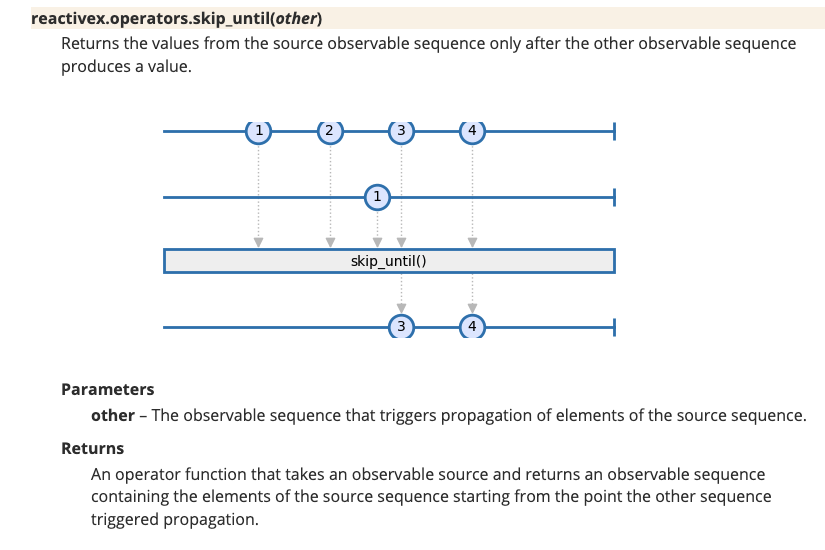 reactivex.operators.skip_until(other)
Returns the values from the source observable sequence only after the other observable sequence
produces a value.
1 2 3 4
1
skip_until()
3 4
Parameters
other – The observable sequence that triggers propagation of elements of the source sequence.
Returns
An operator function that takes an observable source and returns an observable sequence
containing the elements of the source sequence starting from the point the other sequence
triggered propagation.